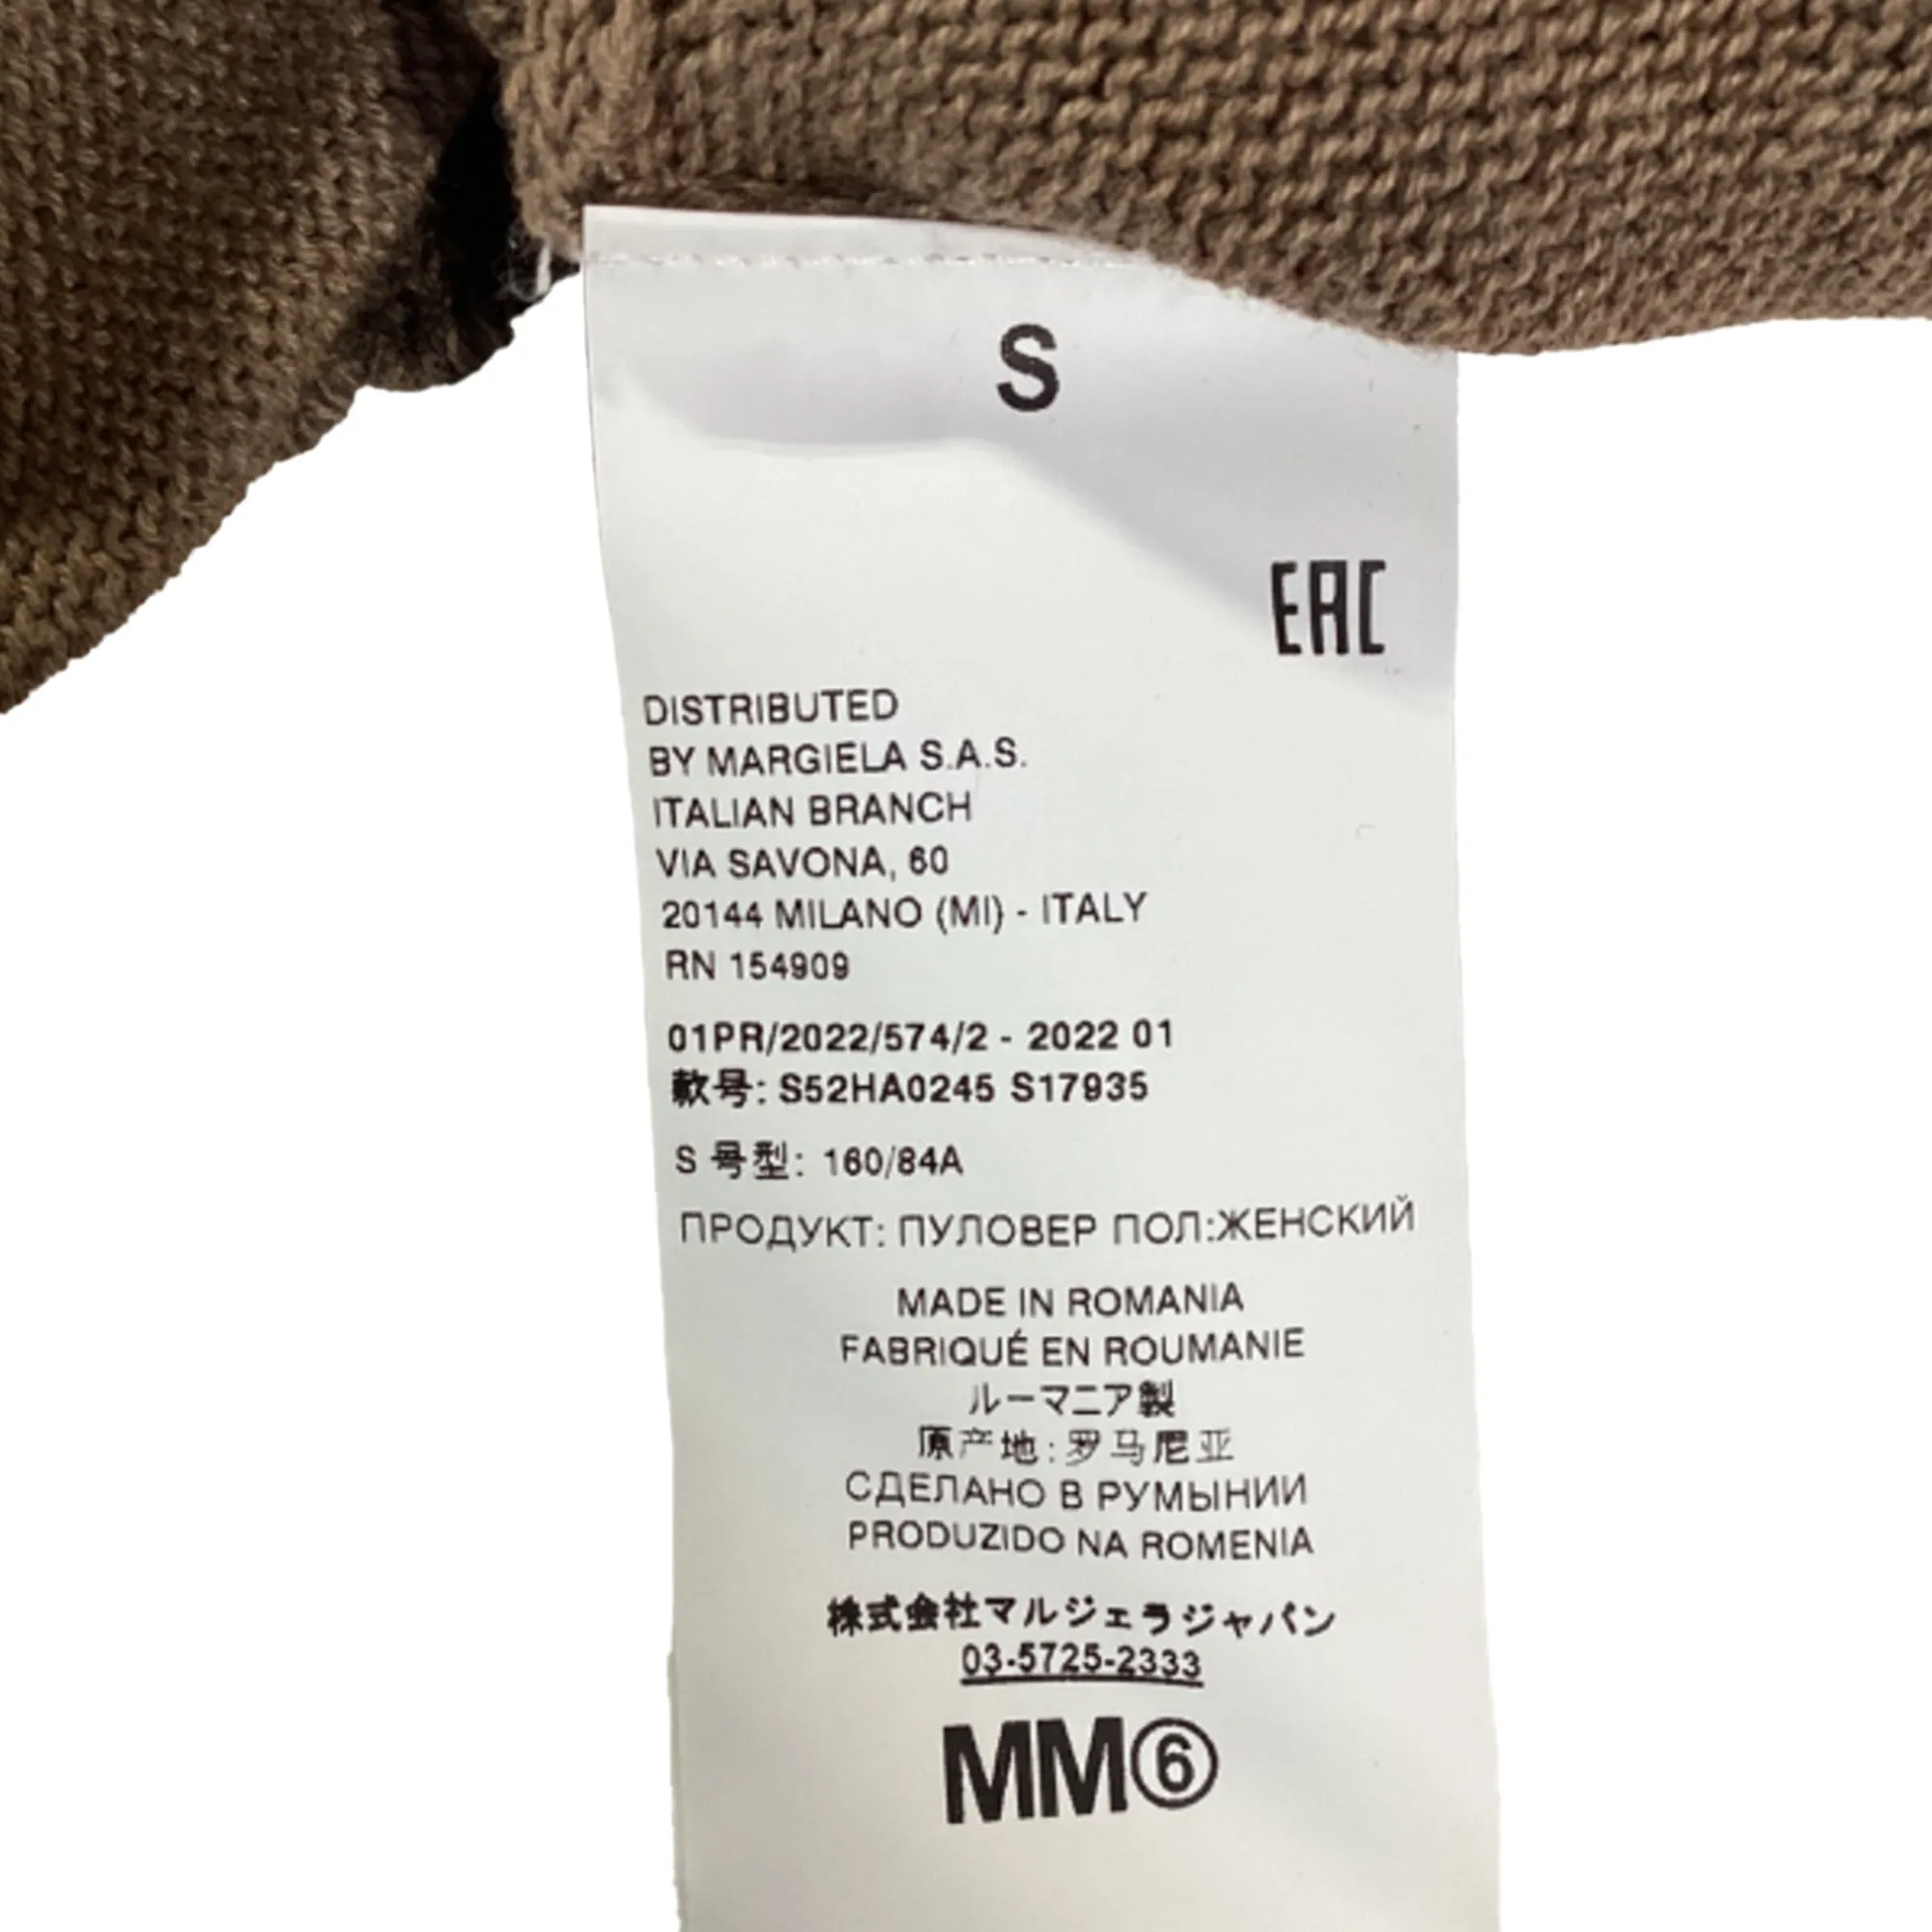 S
EAC
DISTRIBUTED
BY MARGIELA S.A.S.
ITALIAN BRANCH
VIA SAVONA, 60
20144 MILANO (MI) - ITALY
RN 154909
01PR/2022/574/2 - 2022 01
款号: S52HA0245 S17935
S 号型: 160/84A
ПРОДУКТ: ПУЛОВЕР ПОЛ:ЖЕНСКИЙ
MADE IN ROMANIA
FABRIQUÉ EN ROUMANIE
ルーマニア製
原产地:罗马尼亚
СДЕЛАНО В РУМЫНИИ
PRODUZIDO NA ROMENIA
株式会社マルジェラジャパン
03-5725-2333
MM⑥